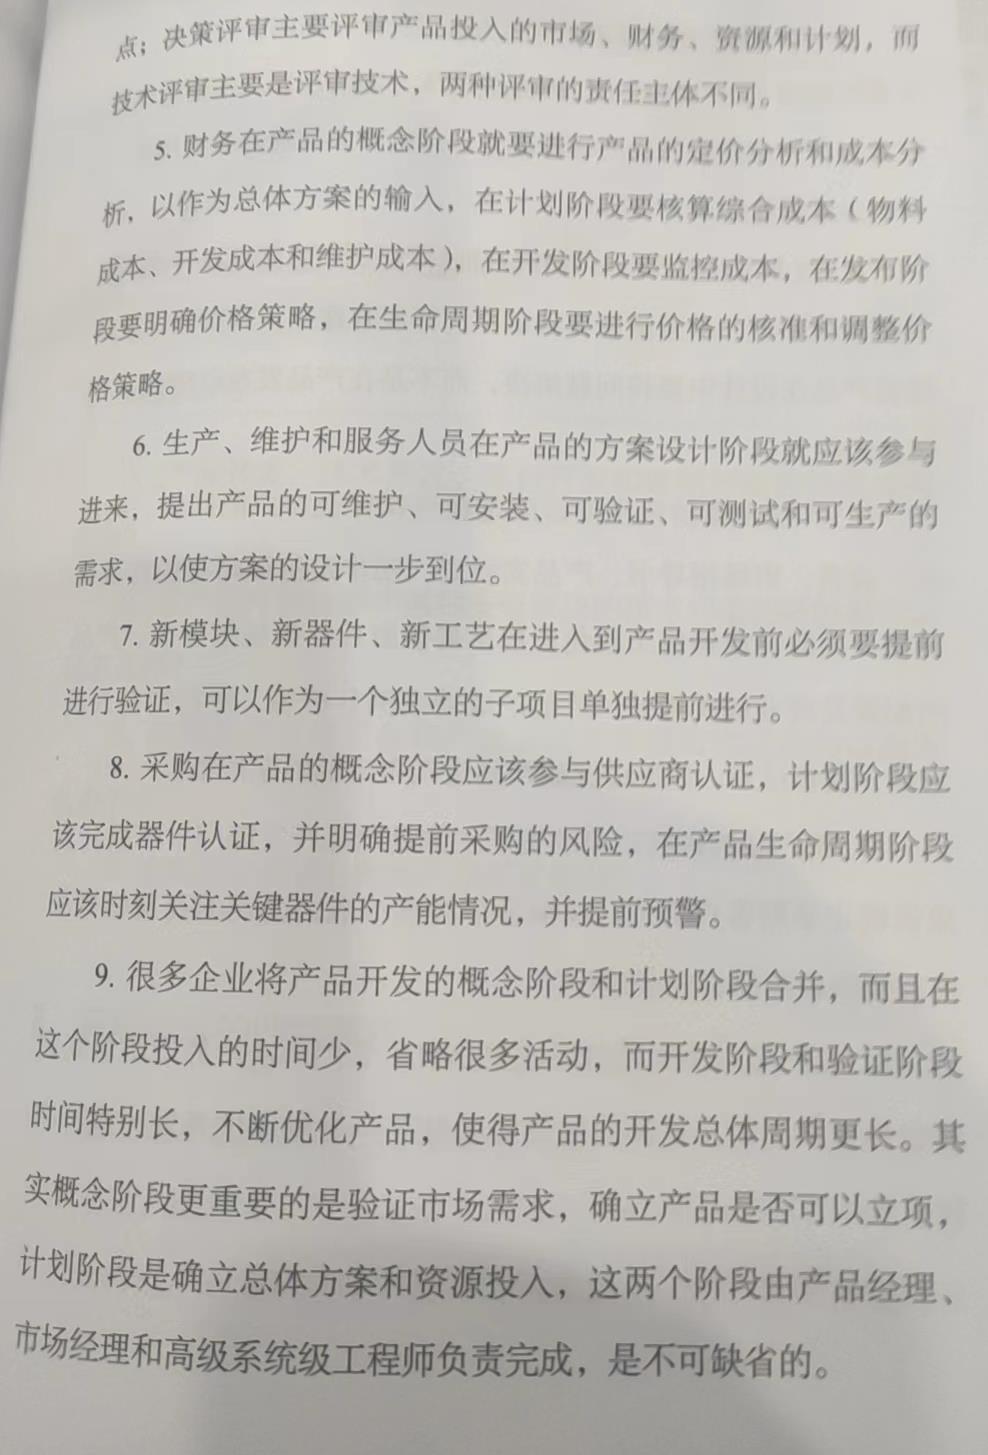 点；决策评审主要评审产品投入的市场、财务、资源和计划，而
技术评审主要是评审技术，两种评审的责任主体不同。
5. 财务在产品的概念阶段就要进行产品的定价分析和成本分
析，以作为总体方案的输入，在计划阶段要核算综合成本（物料
成本、开发成本和维护成本），在开发阶段要监控成本，在发布阶
段要明确价格策略，在生命周期阶段要进行价格的核准和调整价
格策略。
6. 生产、维护和服务人员在产品的方案设计阶段就应该参与
进来，提出产品的可维护、可安装、可验证、可测试和可生产的
需求，以使方案的设计一步到位。
7. 新模块、新器件、新工艺在进入到产品开发前必须要提前
进行验证，可以作为一个独立的子项目单独提前进行。
8. 采购在产品的概念阶段应该参与供应商认证，计划阶段应
该完成器件认证，并明确提前采购的风险，在产品生命周期阶段
应该时刻关注关键器件的产能情况，并提前预警。
9. 很多企业将产品开发的概念阶段和计划阶段合并，而且在
这个阶段投入的时间少，省略很多活动，而开发阶段和验证阶段
时间特别长，不断优化产品，使得产品的开发总体周期更长。其
实概念阶段更重要的是验证市场需求，确立产品是否可以立项，
计划阶段是确立总体方案和资源投入，这两个阶段由产品经理、
市场经理和高级系统级工程师负责完成，是不可缺省的。